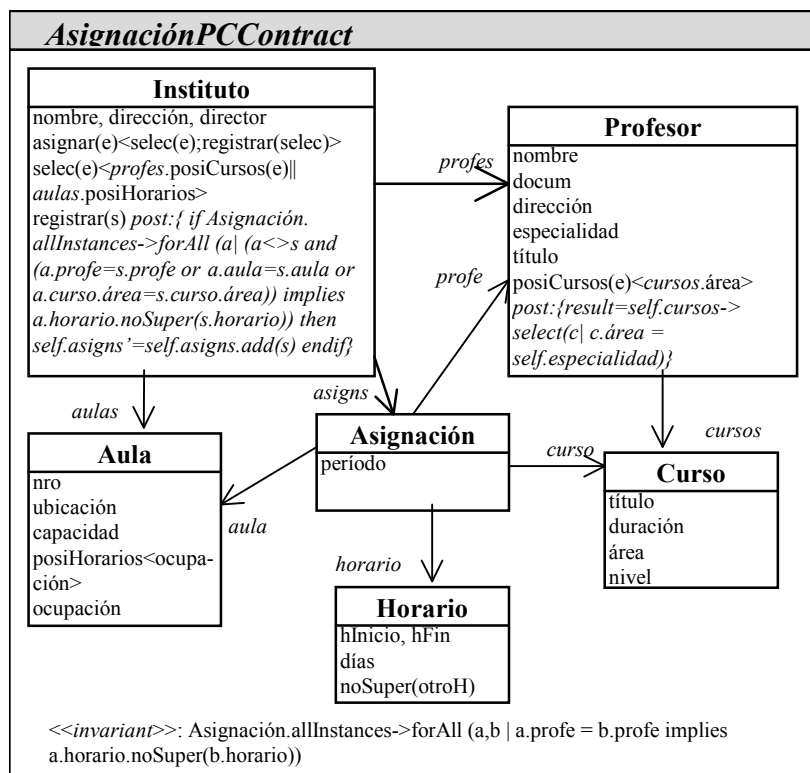 AsignaciónPCContract
Instituto
nombre, dirección, director
asignar(e)<selec(e);registrar(selec)>
selec(e)<profes.posiCursos(e)||
aulas.posiHorarios>
registrar(s) post:{ if Asignación.
allInstances->forAll (a| (a<>s and
(a.profe=s.profe or a.aula=s.aula or
a.curso.área=s.curso.área)) implies
a.horario.noSuper(s.horario)) then
self.asigns’=self.asigns.add(s) endif}
profes
Profesor
nombre
docum
dirección
especialidad
título
posiCursos(e)<cursos.área>
post:{result=self.cursos->
select(c| c.área =
self.especialidad)}
profe
asigns
aulas
cursos
Asignación
período
curso
Aula
nro
ubicación
capacidad
posiHorarios<ocupa-
ción>
ocupación
aula
Curso
título
duración
área
nivel
horario
Horario
hInicio, hFin
días
noSuper(otroH)
<<invariant>>: Asignación.allInstances->forAll (a,b | a.profe = b.profe implies
a.horario.noSuper(b.horario))